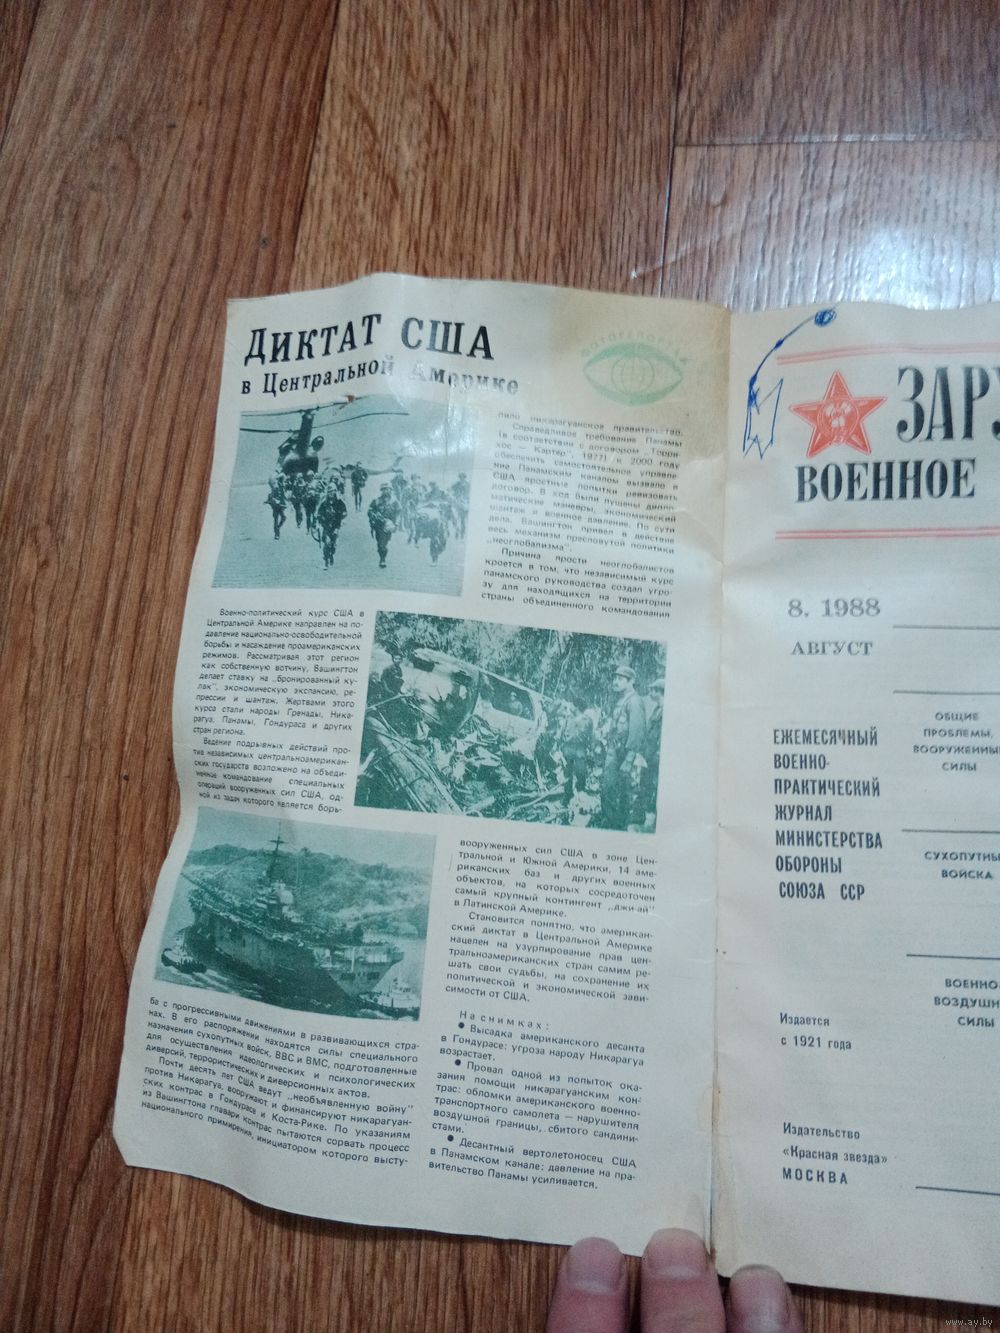 ДИКТАТ США
в Центральной Америке
ФОТОРЕПОРТАЖ
Военно-политический курс США в
Центральной Америке направлен на по-
давление национально-освободительной
борьбы и насаждение проамериканских
режимов. Рассматривая этот регион
как собственную вотчину, Вашингтон
делает ставку на „бронированный ку-
лак", экономическую экспансию, ре-
прессии и шантаж. Жертвами этого
курса стали народы Гренады, Ника-
рагуа, Панамы, Гондураса и других
стран региона.
Ведение подрывных действий про-
тив независимых центральноамерикан-
ских государств возложено на объеди-
ненное командование специальных
операций вооруженных сил США, од-
ной из задач которого является борь-
ба с прогрессивными движениями в развивающихся стра-
нах. В его распоряжении находятся силы специального
назначения сухопутных войск, ВВС и ВМС, подготовленные
для осуществления идеологических и психологических
диверсий, террористических и диверсионных актов.
Почти десять лет США ведут „необъявленную войну"
против Никарагуа, вооружают и финансируют никарагуан-
ских контрас в Гондурасе и Коста-Рике. По указаниям
из Вашингтона главари контрас пытаются сорвать процесс
национального примирения, инициатором которого высту-
пило никарагуанское правительство.
Справедливое требование Панамы
(в соответствии с договором „Торри-
хос — Картер", 1977) к 2000 году
обеспечить самостоятельное управле-
ние Панамским каналом вызвало в
США яростные попытки ревизовать
договор. В ход были пущены дипло-
матические маневры, экономический
шантаж и военное давление. По сути
дела, Вашингтон привел в действие
весь механизм пресловутой политики
„неоглобализма".
Причина ярости неоглобалистов
кроется в том, что независимый курс
панамского руководства создал угро-
зу для находящихся на территории
страны объединенного командования
вооруженных сил США в зоне Цен-
тральной и Южной Америки, 14 аме-
риканских баз и других военных
объектов, на которых сосредоточен
самый крупный контингент „джи-ай"
в Латинской Америке.
Становится понятно, что американ-
ский диктат в Центральной Америке
нацелен на узурпирование прав цен-
тральноамериканских стран самим ре-
шать свои судьбы, на сохранение их
политической и экономической зави-
симости от США.
На снимках:
● Высадка американского десанта
в Гондурасе: угроза народу Никарагуа
возрастает.
● Провал одной из попыток ока-
зания помощи никарагуанским кон-
трас: обломки американского военно-
транспортного самолета — нарушителя
воздушной границы, сбитого сандини-
стами.
● Десантный вертолетоносец США
в Панамском канале: давление на пра-
вительство Панамы усиливается.
ЗАРУ
ВОЕННОЕ
8. 1988
АВГУСТ
ЕЖЕМЕСЯЧНЫЙ
ВОЕННО-
ПРАКТИЧЕСКИЙ
ЖУРНАЛ
МИНИСТЕРСТВА
ОБОРОНЫ
СОЮЗА ССР
Издается
с 1921 года
Издательство
«Красная звезда»
МОСКВА
ОБЩИЕ
ПРОБЛЕМЫ,
ВООРУЖЕННЫ
СИЛЫ
СУХОПУТНЫ
ВОЙСКА
ВОЕННО-
ВОЗДУШН
СИЛЫ
www.ay.by